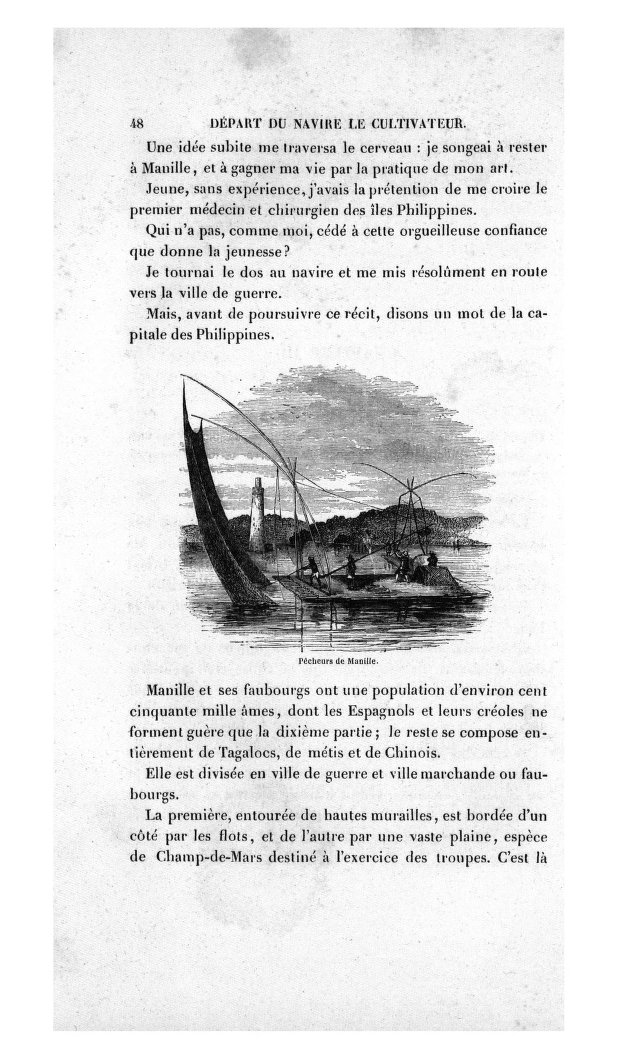 48 DÉPART DU NAVIRE LE CULTIVATEUR.
Une idée subite me traversa le cerveau : je songeai à rester
à Manille, et à gagner ma vie par la pratique de mon art.
Jeune, sans expérience, j'avais la prétention de me croire le
premier médecin et chirurgien des îles Philippines.
Qui n'a pas, comme moi, cédé à cette orgueilleuse confiance
que donne la jeunesse ?
Je tournai le dos au navire et me mis résolûment en route
vers la ville de guerre.
Mais, avant de poursuivre ce récit, disons un mot de la ca-
pitale des Philippines.
Pêcheurs de Manille.
Manille et ses faubourgs ont une population d'environ cent
cinquante mille âmes, dont les Espagnols et leurs créoles ne
forment guère que la dixième partie ; le reste se compose en-
tièrement de Tagalocs, de métis et de Chinois.
Elle est divisée en ville de guerre et ville marchande ou fau-
bourgs.
La première, entourée de hautes murailles, est bordée d'un
côté par les flots, et de l'autre par une vaste plaine, espèce
de Champ-de-Mars destiné à l'exercice des troupes. C'est là